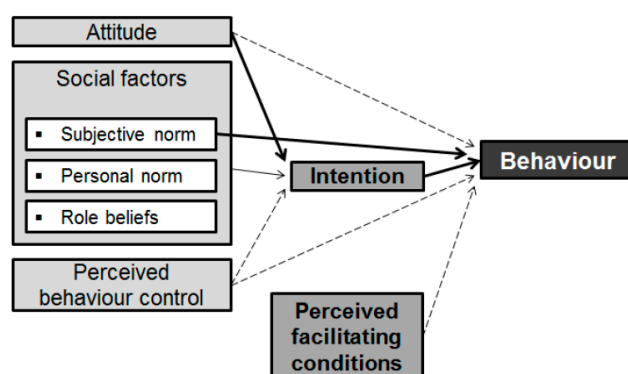 Attitude
Social factors
▪ Subjective norm
▪ Personal norm
▪ Role beliefs
Perceived
behaviour control
Intention
Behaviour
Perceived
facilitating
conditions